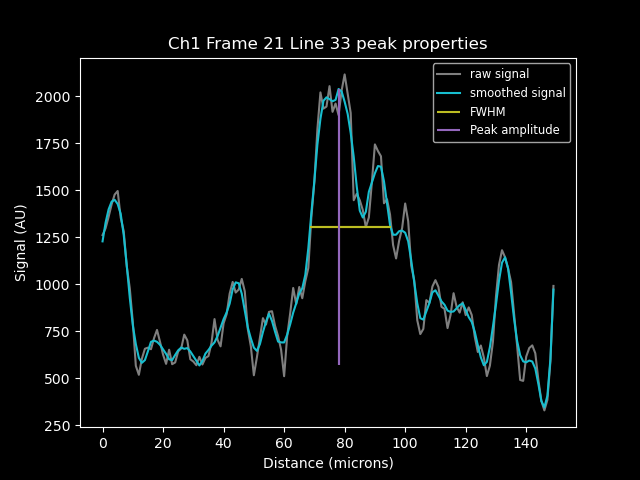 Ch1 Frame 21 Line 33 peak properties
raw signal
smoothed signal
FWHM
Peak amplitude
Signal (AU)
2000
1750
1500
1250
1000
750
500
250
0 20 40 60 80 100 120 140
Distance (microns)